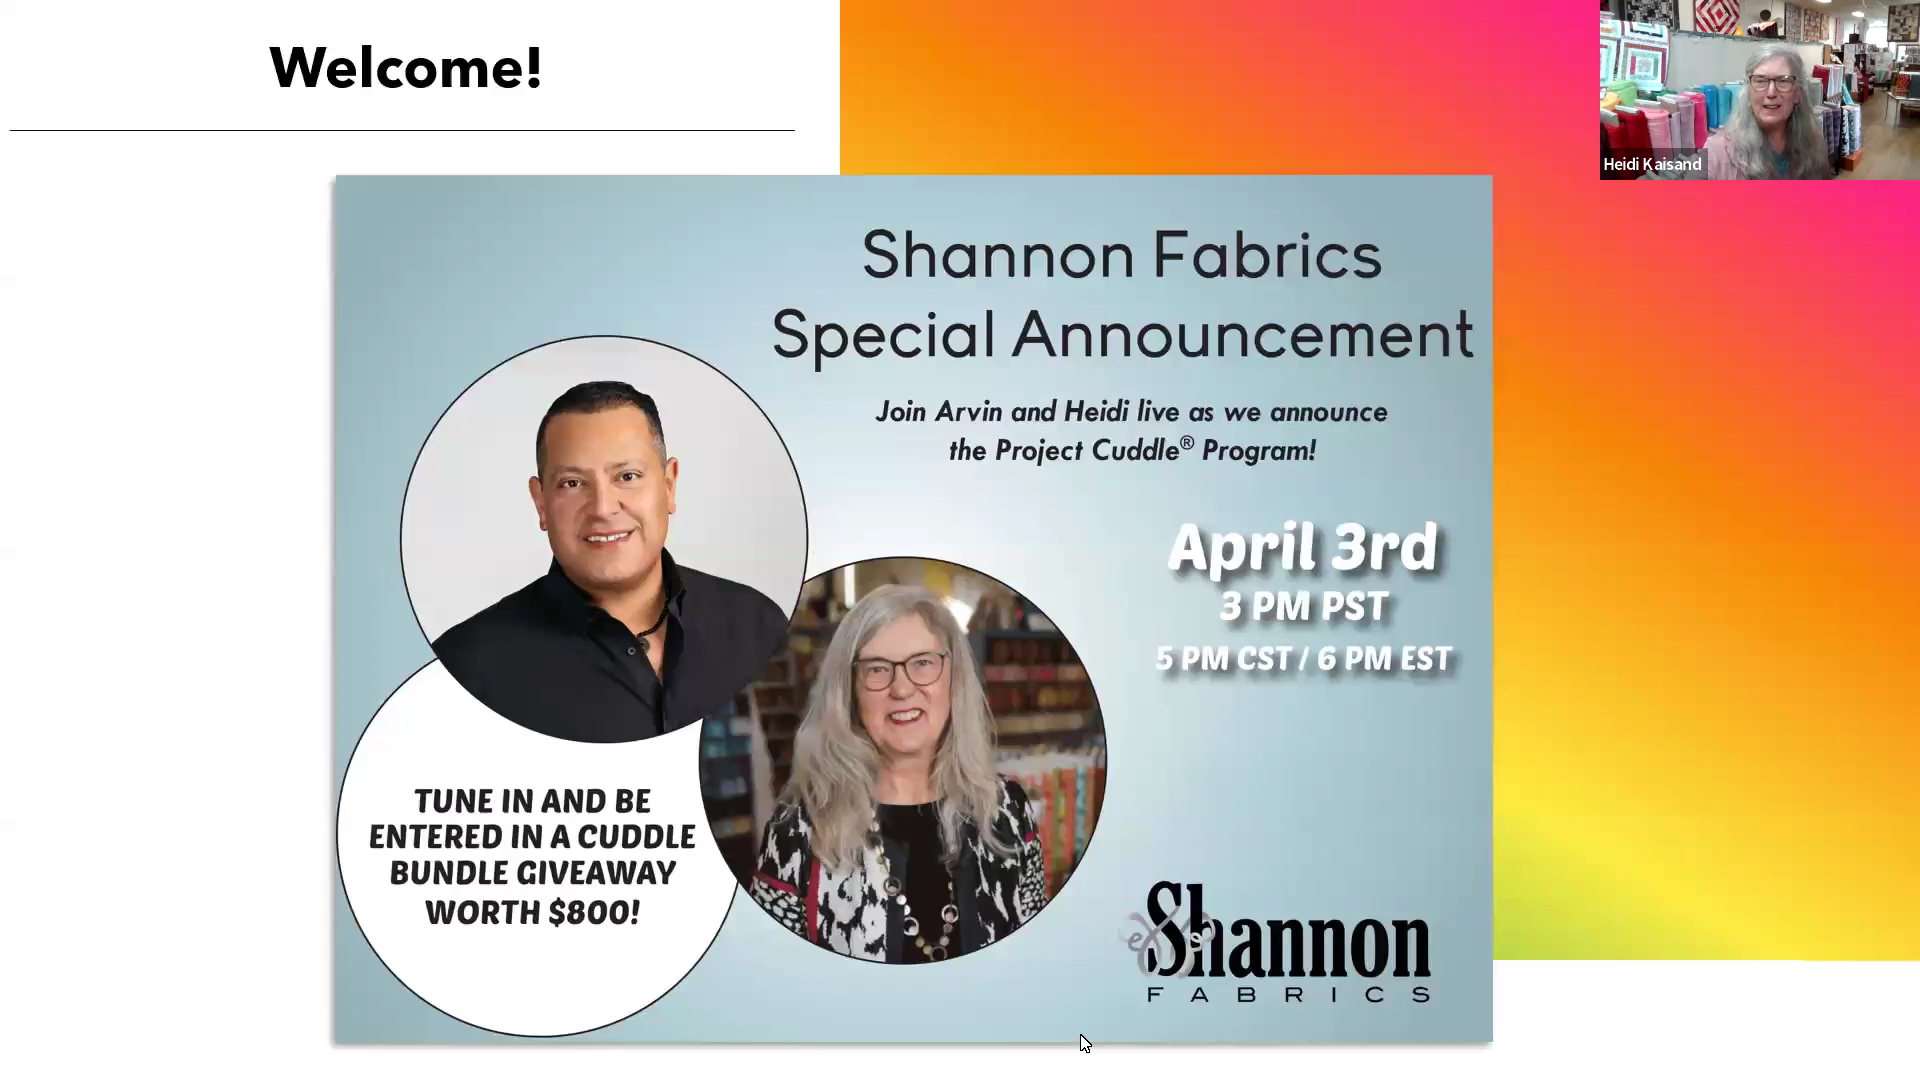 Welcome!
Heidi Kaisand
Shannon Fabrics
Special Announcement
Join Arvin and Heidi live as we announce
the Project Cuddle® Program!
April 3rd
3 PM PST
5 PM CST / 6 PM EST
TUNE IN AND BE
ENTERED IN A CUDDLE
BUNDLE GIVEAWAY
WORTH $800!
Shannon
FABRICS